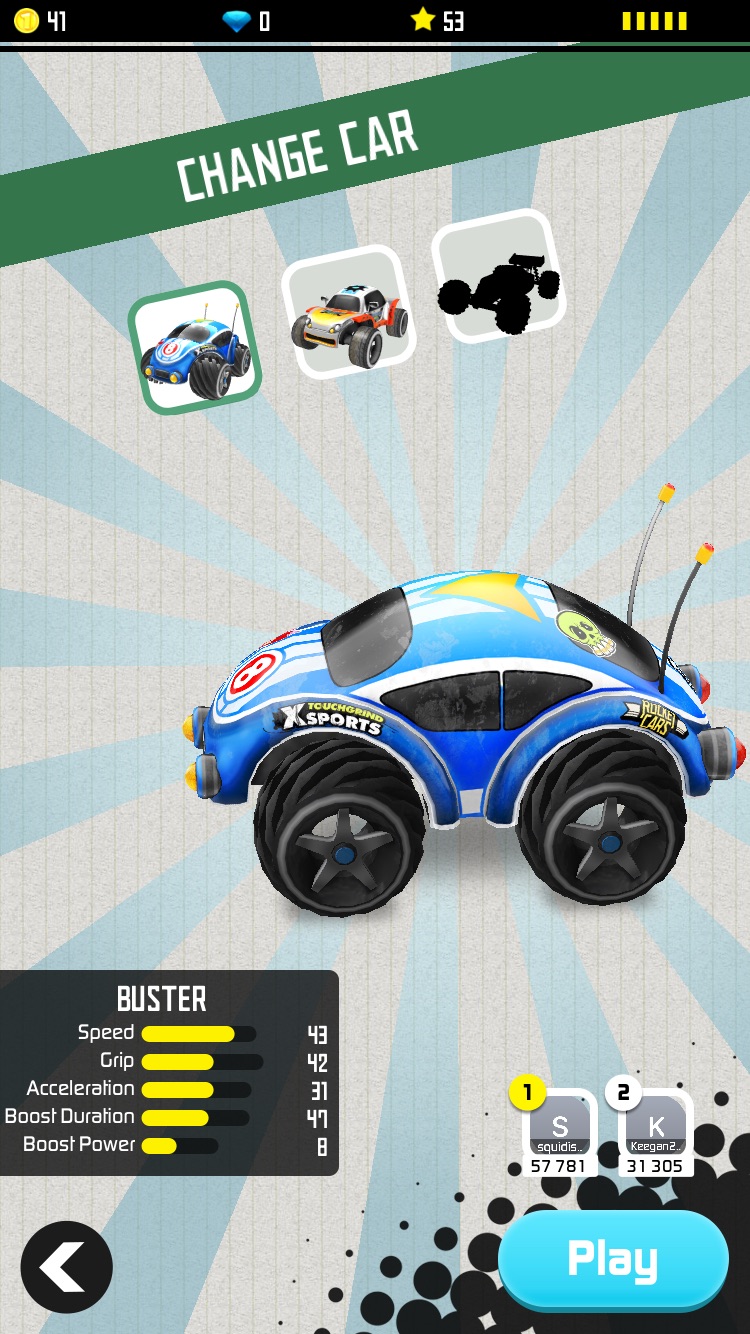 41 0 53
CHANGE CAR
8
X TOUCHGRIND
SPORTS
ROCKET
CARS
BUSTER
Speed 43
Grip 42
Acceleration 31
Boost Duration 47
Boost Power 8
1 2
S K
squidis.. Keegan2..
57 781 31 305
Play